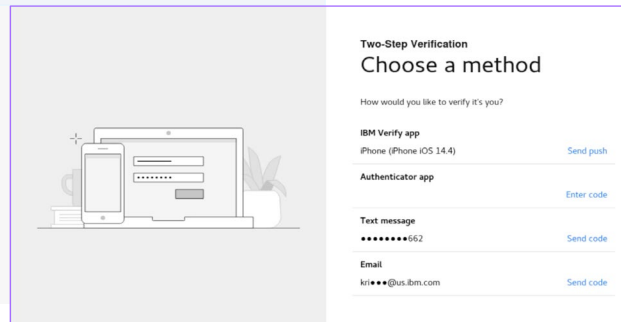 Two-Step Verification
Choose a method
How would you like to verify it's you?
IBM Verify app
iPhone (iPhone iOS 14.4) Send push
Authenticator app
Enter code
Text message
●●●●●●●●662 Send code
Email
kri●●●@us.ibm.com Send code